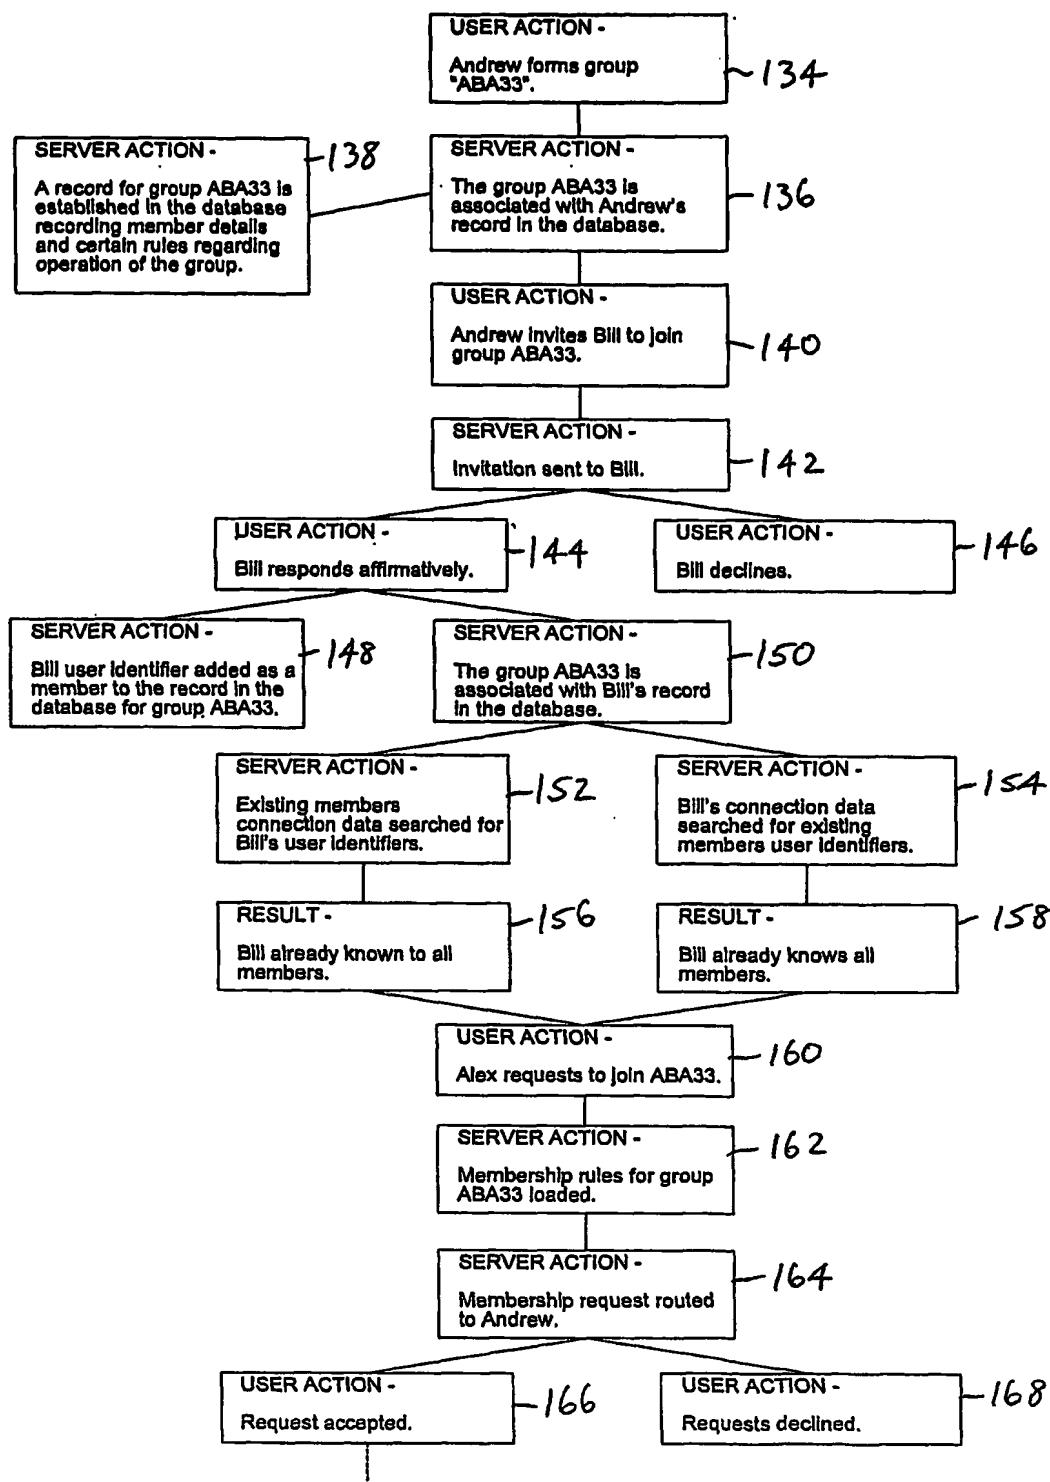 USER ACTION -
Andrew forms group
"ABA33".
134
SERVER ACTION -
A record for group ABA33 is
established in the database
recording member details
and certain rules regarding
operation of the group.
138
SERVER ACTION -
The group ABA33 is
associated with Andrew's
record in the database.
136
USER ACTION -
Andrew invites Bill to join
group ABA33.
140
SERVER ACTION -
Invitation sent to Bill.
142
USER ACTION -
Bill responds affirmatively.
144
USER ACTION -
Bill declines.
146
SERVER ACTION -
Bill user identifier added as a
member to the record in the
database for group ABA33.
148
SERVER ACTION -
The group ABA33 is
associated with Bill's record
in the database.
150
SERVER ACTION -
Existing members
connection data searched for
Bill's user identifiers.
152
SERVER ACTION -
Bill's connection data
searched for existing
members user identifiers.
154
RESULT -
Bill already known to all
members.
156
RESULT -
Bill already knows all
members.
158
USER ACTION -
Alex requests to join ABA33.
160
SERVER ACTION -
Membership rules for group
ABA33 loaded.
162
SERVER ACTION -
Membership request routed
to Andrew.
164
USER ACTION -
Request accepted.
166
USER ACTION -
Requests declined.
168